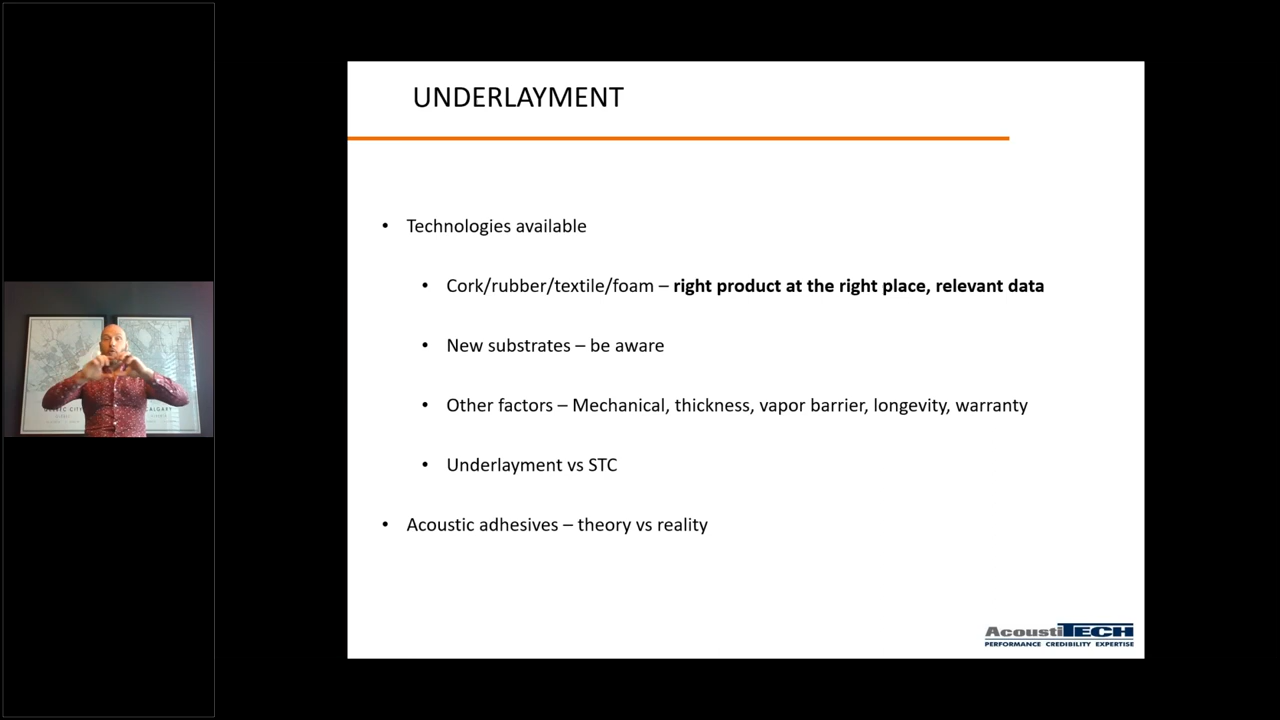 UNDERLAYMENT
• Technologies available
• Cork/rubber/textile/foam – right product at the right place, relevant data
• New substrates – be aware
• Other factors – Mechanical, thickness, vapor barrier, longevity, warranty
• Underlayment vs STC
• Acoustic adhesives – theory vs reality
AcoustiTECH
PERFORMANCE CREDIBILITY EXPERTISE